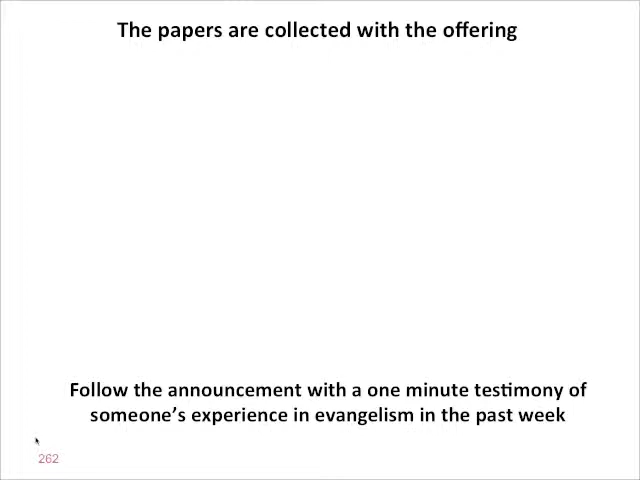 The papers are collected with the offering
Follow the announcement with a one minute testimony of
someone's experience in evangelism in the past week
262